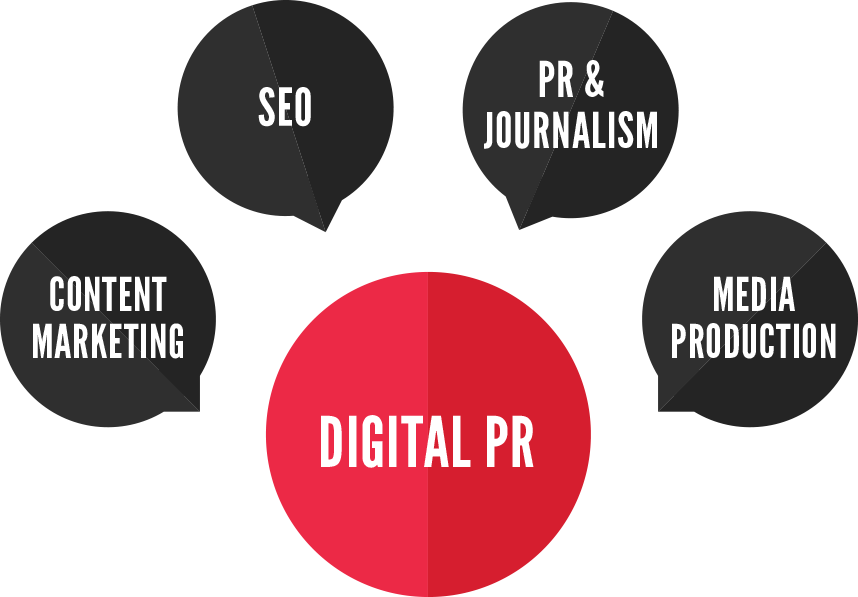 SEO
PR &
JOURNALISM
CONTENT
MARKETING
MEDIA
PRODUCTION
DIGITAL PR